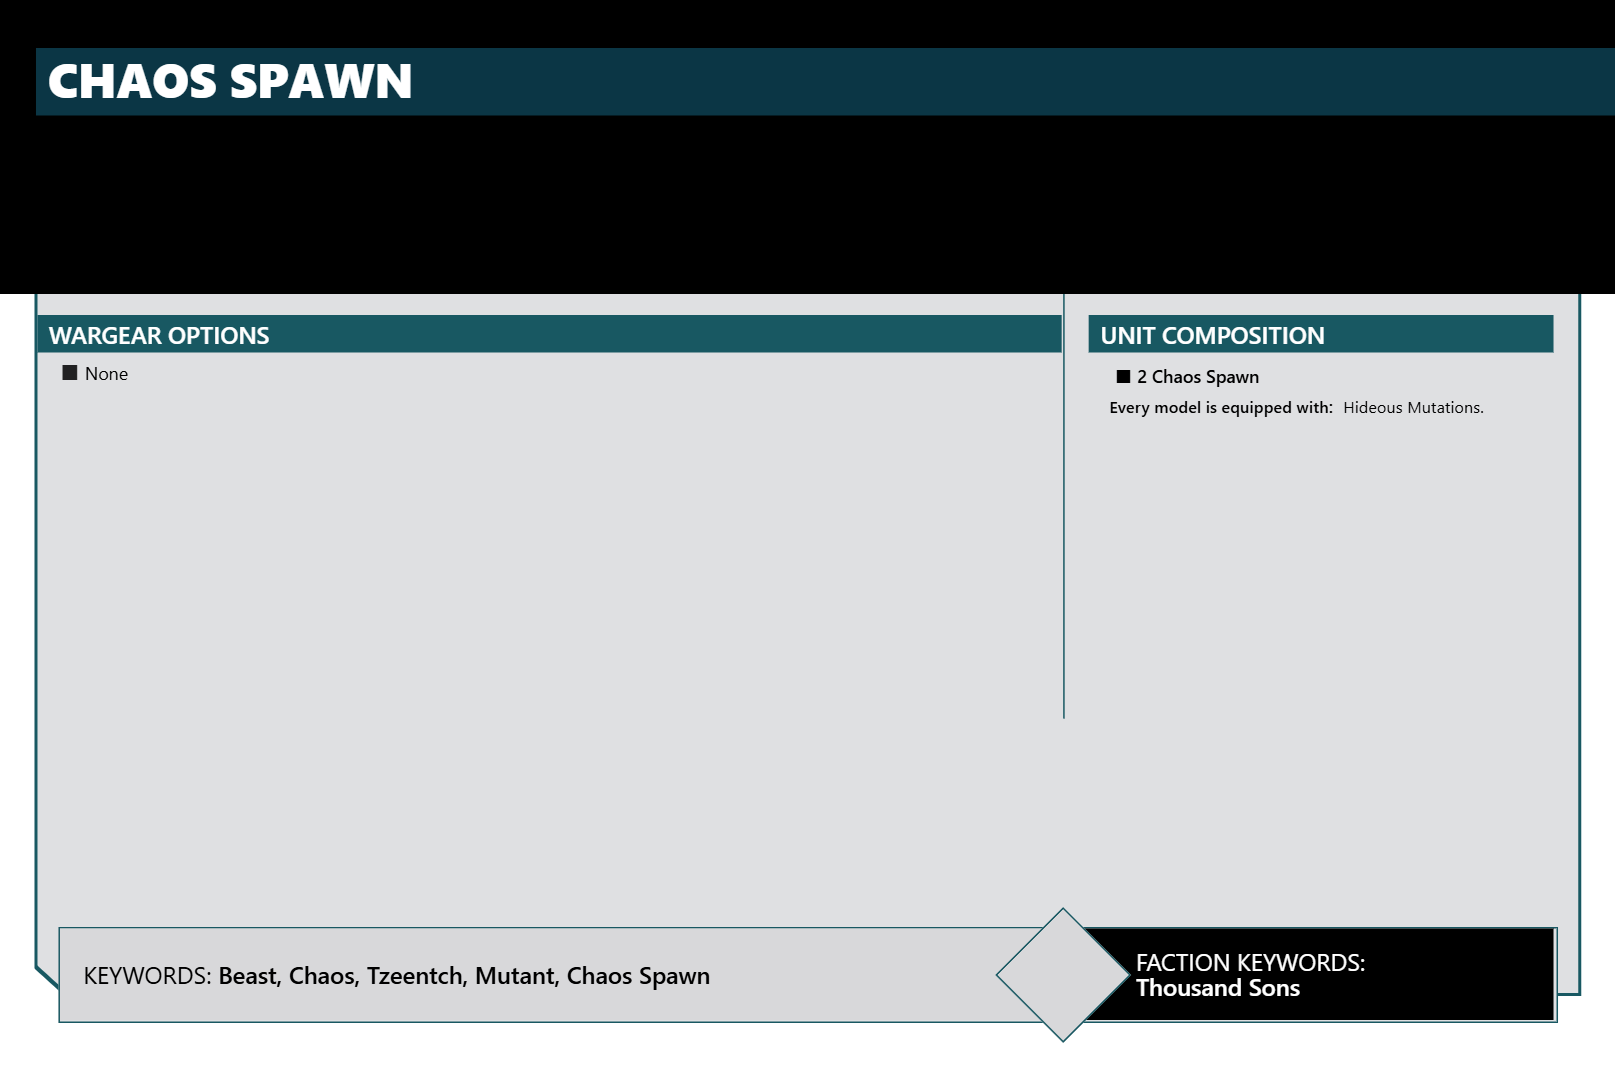 CHAOS SPAWN
WARGEAR OPTIONS
■ None
UNIT COMPOSITION
■ 2 Chaos Spawn
Every model is equipped with: Hideous Mutations.
KEYWORDS: Beast, Chaos, Tzeentch, Mutant, Chaos Spawn
FACTION KEYWORDS:
Thousand Sons